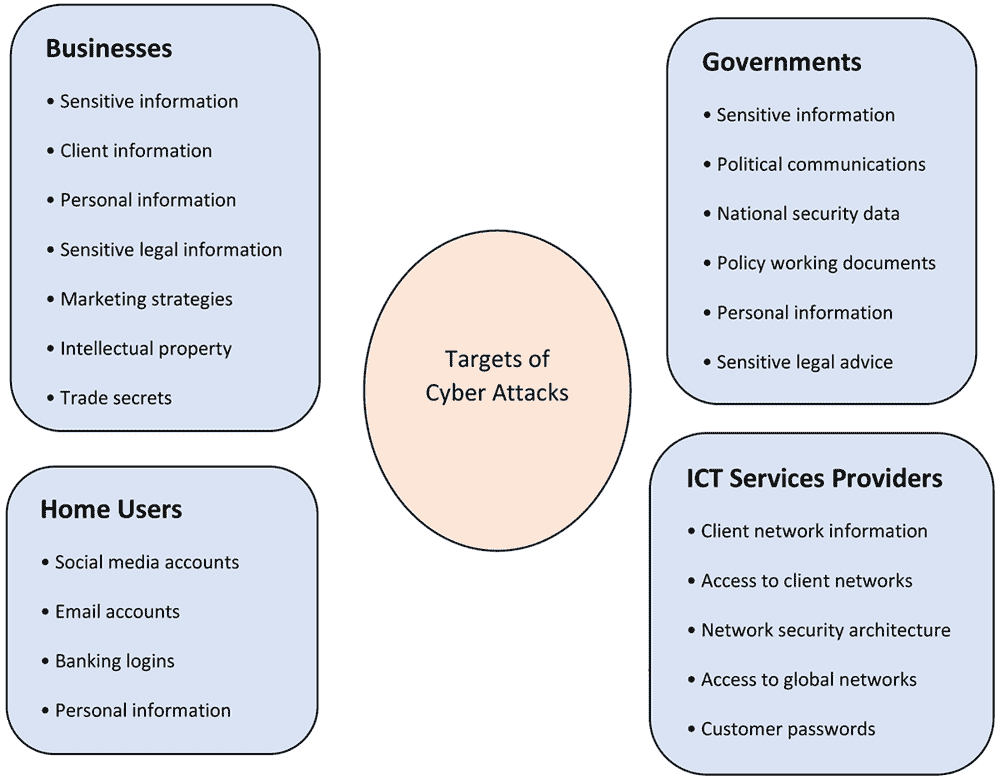 Businesses
• Sensitive information
• Client information
• Personal information
• Sensitive legal information
• Marketing strategies
• Intellectual property
• Trade secrets
Governments
• Sensitive information
• Political communications
• National security data
• Policy working documents
• Personal information
• Sensitive legal advice
Targets of
Cyber Attacks
Home Users
• Social media accounts
• Email accounts
• Banking logins
• Personal information
ICT Services Providers
• Client network information
• Access to client networks
• Network security architecture
• Access to global networks
• Customer passwords